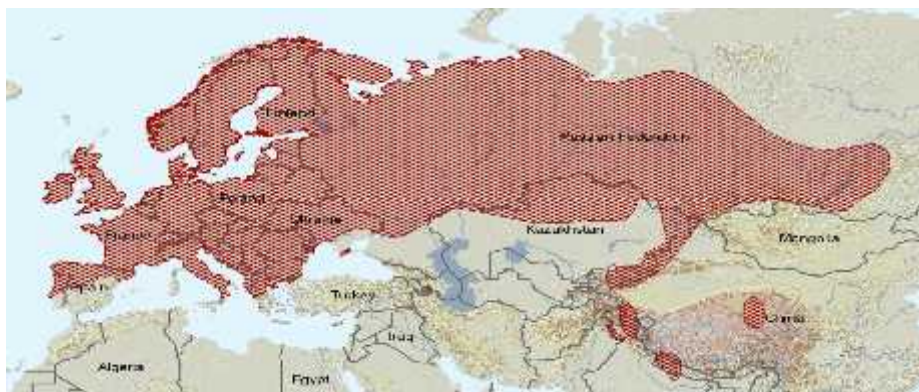 Finland
Russian Federation
Poland
Ukraine
France
Kazakhstan
Mongolia
Spain
Turkey
China
Iraq
Algeria
Egypt